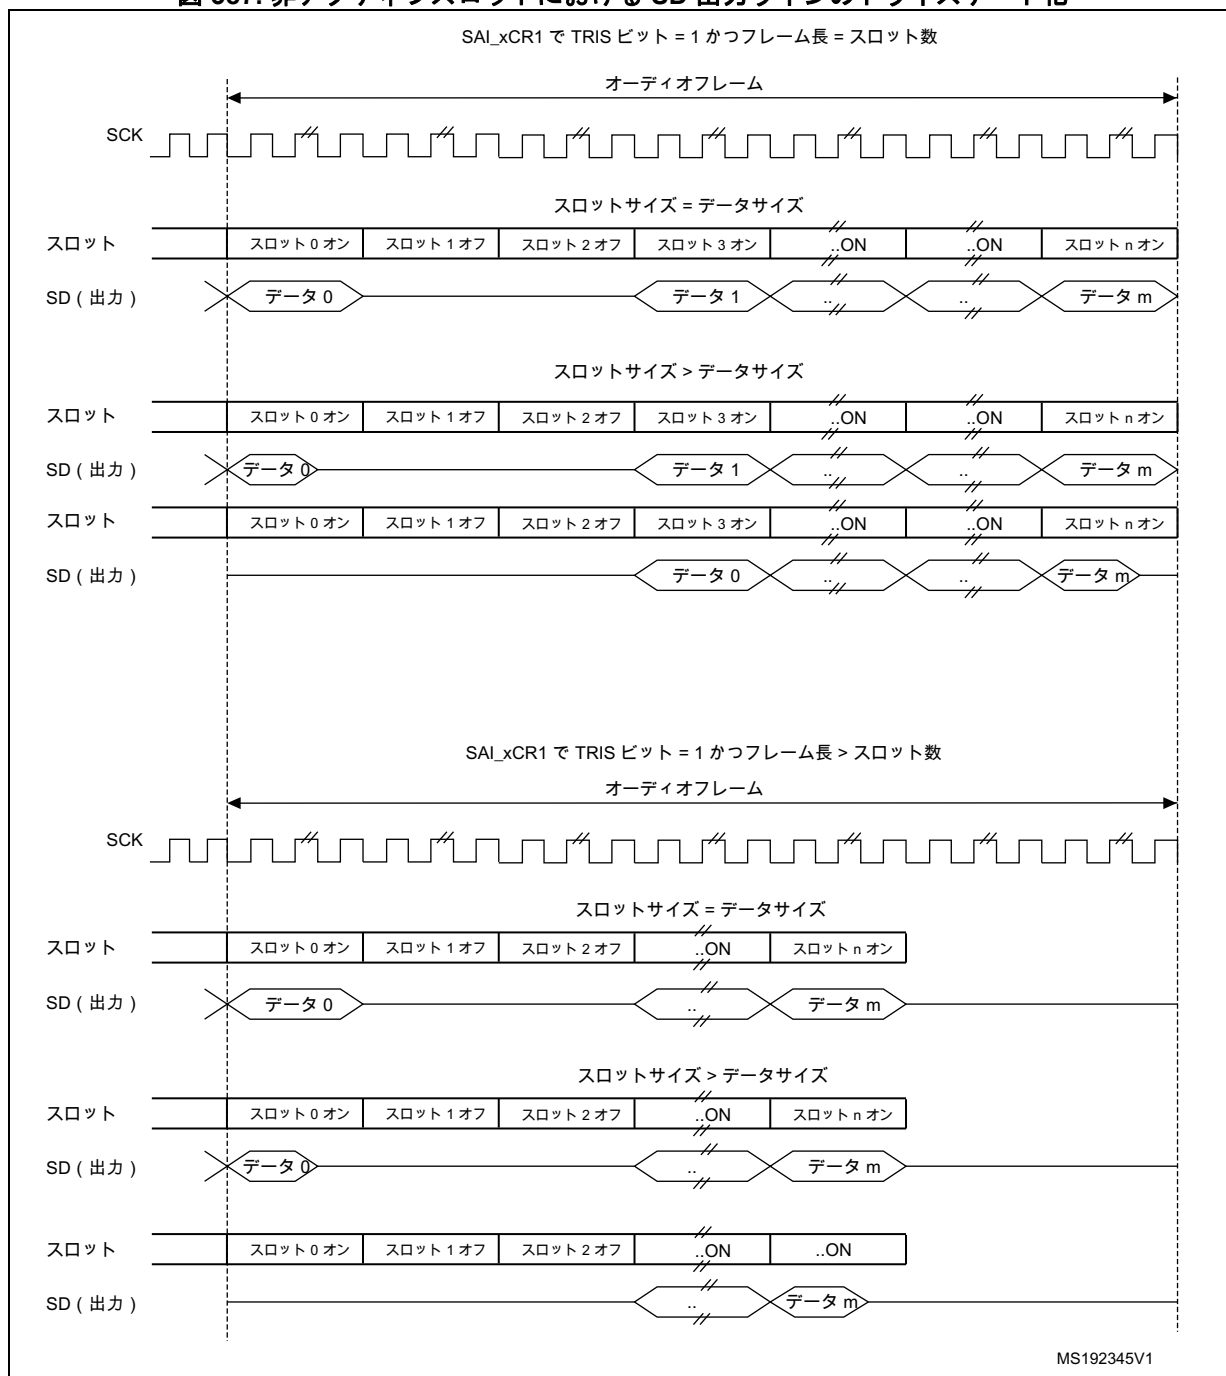 SAI_xCR1 で TRIS ビット = 1 かつフレーム長 = スロット数
オーディオフレーム
SCK
スロットサイズ = データサイズ
スロット スロット 0 オン スロット 1 オフ スロット 2 オフ スロット 3 オン ..ON ..ON スロット n オン
SD ( 出力 ) データ 0 データ 1 .. .. データ m
スロットサイズ > データサイズ
スロット スロット 0 オン スロット 1 オフ スロット 2 オフ スロット 3 オン ..ON ..ON スロット n オン
SD ( 出力 ) データ 0 データ 1 .. .. データ m
スロット スロット 0 オン スロット 1 オフ スロット 2 オフ スロット 3 オン ..ON ..ON スロット n オン
SD ( 出力 ) データ 0 .. .. データ m
SAI_xCR1 で TRIS ビット = 1 かつフレーム長 > スロット数
オーディオフレーム
SCK
スロットサイズ = データサイズ
スロット スロット 0 オン スロット 1 オフ スロット 2 オフ ..ON スロット n オン
SD ( 出力 ) データ 0 .. データ m
スロットサイズ > データサイズ
スロット スロット 0 オン スロット 1 オフ スロット 2 オフ ..ON スロット n オン
SD ( 出力 ) データ 0 .. データ m
スロット スロット 0 オン スロット 1 オフ スロット 2 オフ ..ON ..ON
SD ( 出力 ) .. データ m
MS192345V1